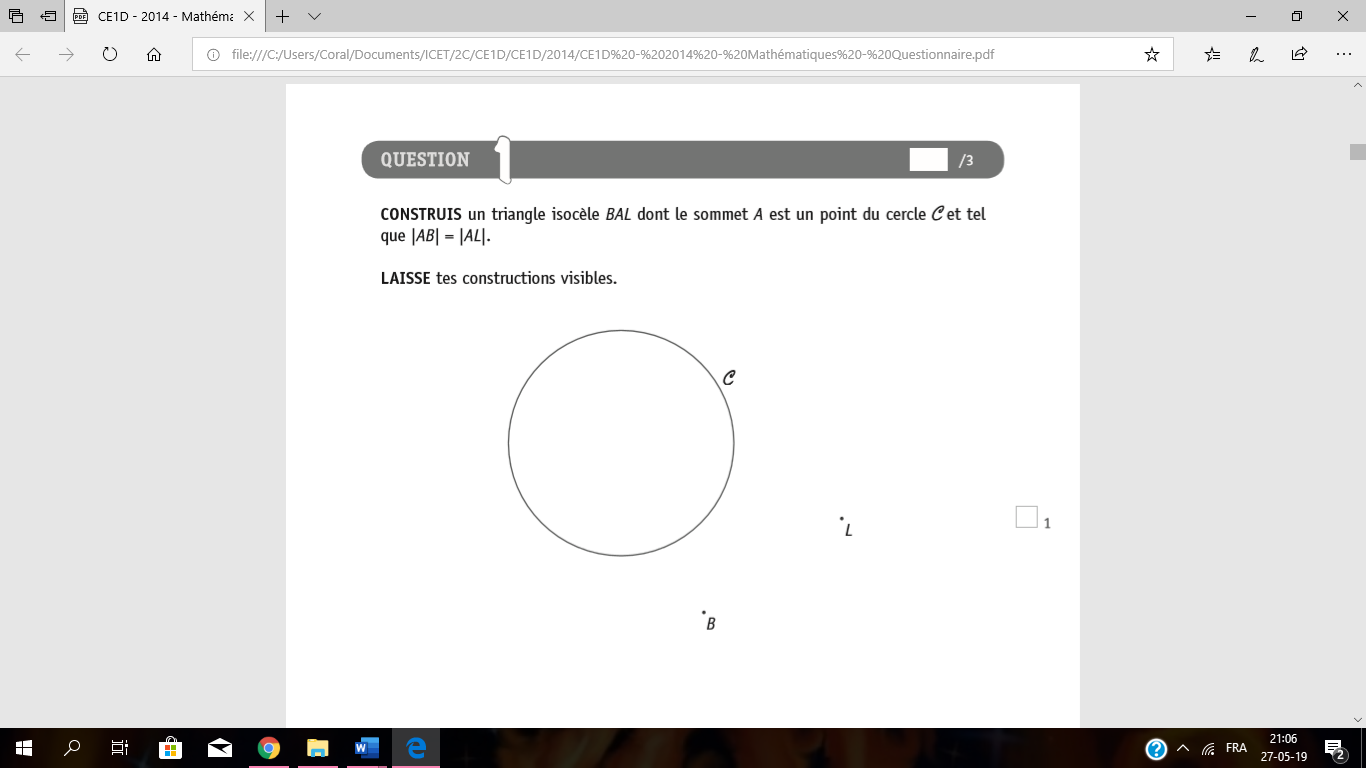 CE1D - 2014 - Mathéma
file:///C:/Users/Coral/Documents/ICET/2C/CE1D/CE1D/2014/CE1D%20-%202014%20-%20Mathématiques%20-%20Questionnaire.pdf
QUESTION 1 /3
CONSTRUIS un triangle isocèle BAL dont le sommet A est un point du cercle 𝒞 et tel
que |AB| = |AL|.
LAISSE tes constructions visibles.
𝒞
L
1
B
21:06
FRA
27-05-19
2